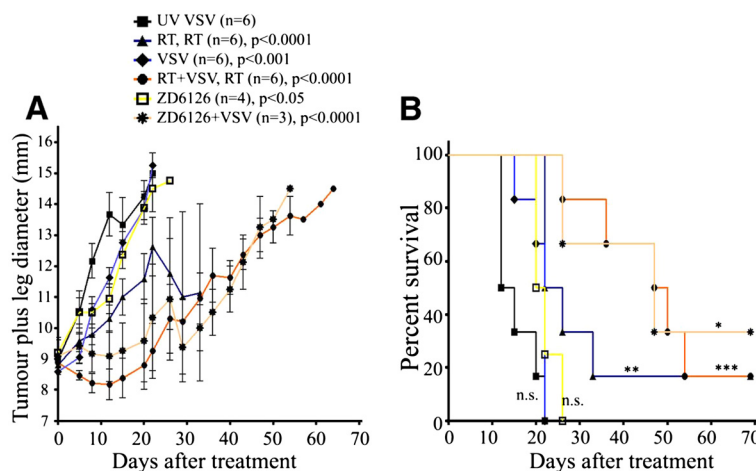 UV VSV (n=6)
RT, RT (n=6), p<0.0001
VSV (n=6), p<0.001
RT+VSV, RT (n=6), p<0.0001
ZD6126 (n=4), p<0.05
ZD6126+VSV (n=3), p<0.0001
A
Tumour plus leg diameter (mm)
16
15
14
13
12
11
10
9
8
7
0 10 20 30 40 50 60 70
Days after treatment
B
Percent survival
100
80
60
40
20
0
*
**
***
n.s.
n.s.
0 10 20 30 40 50 60 70
Days after treatment